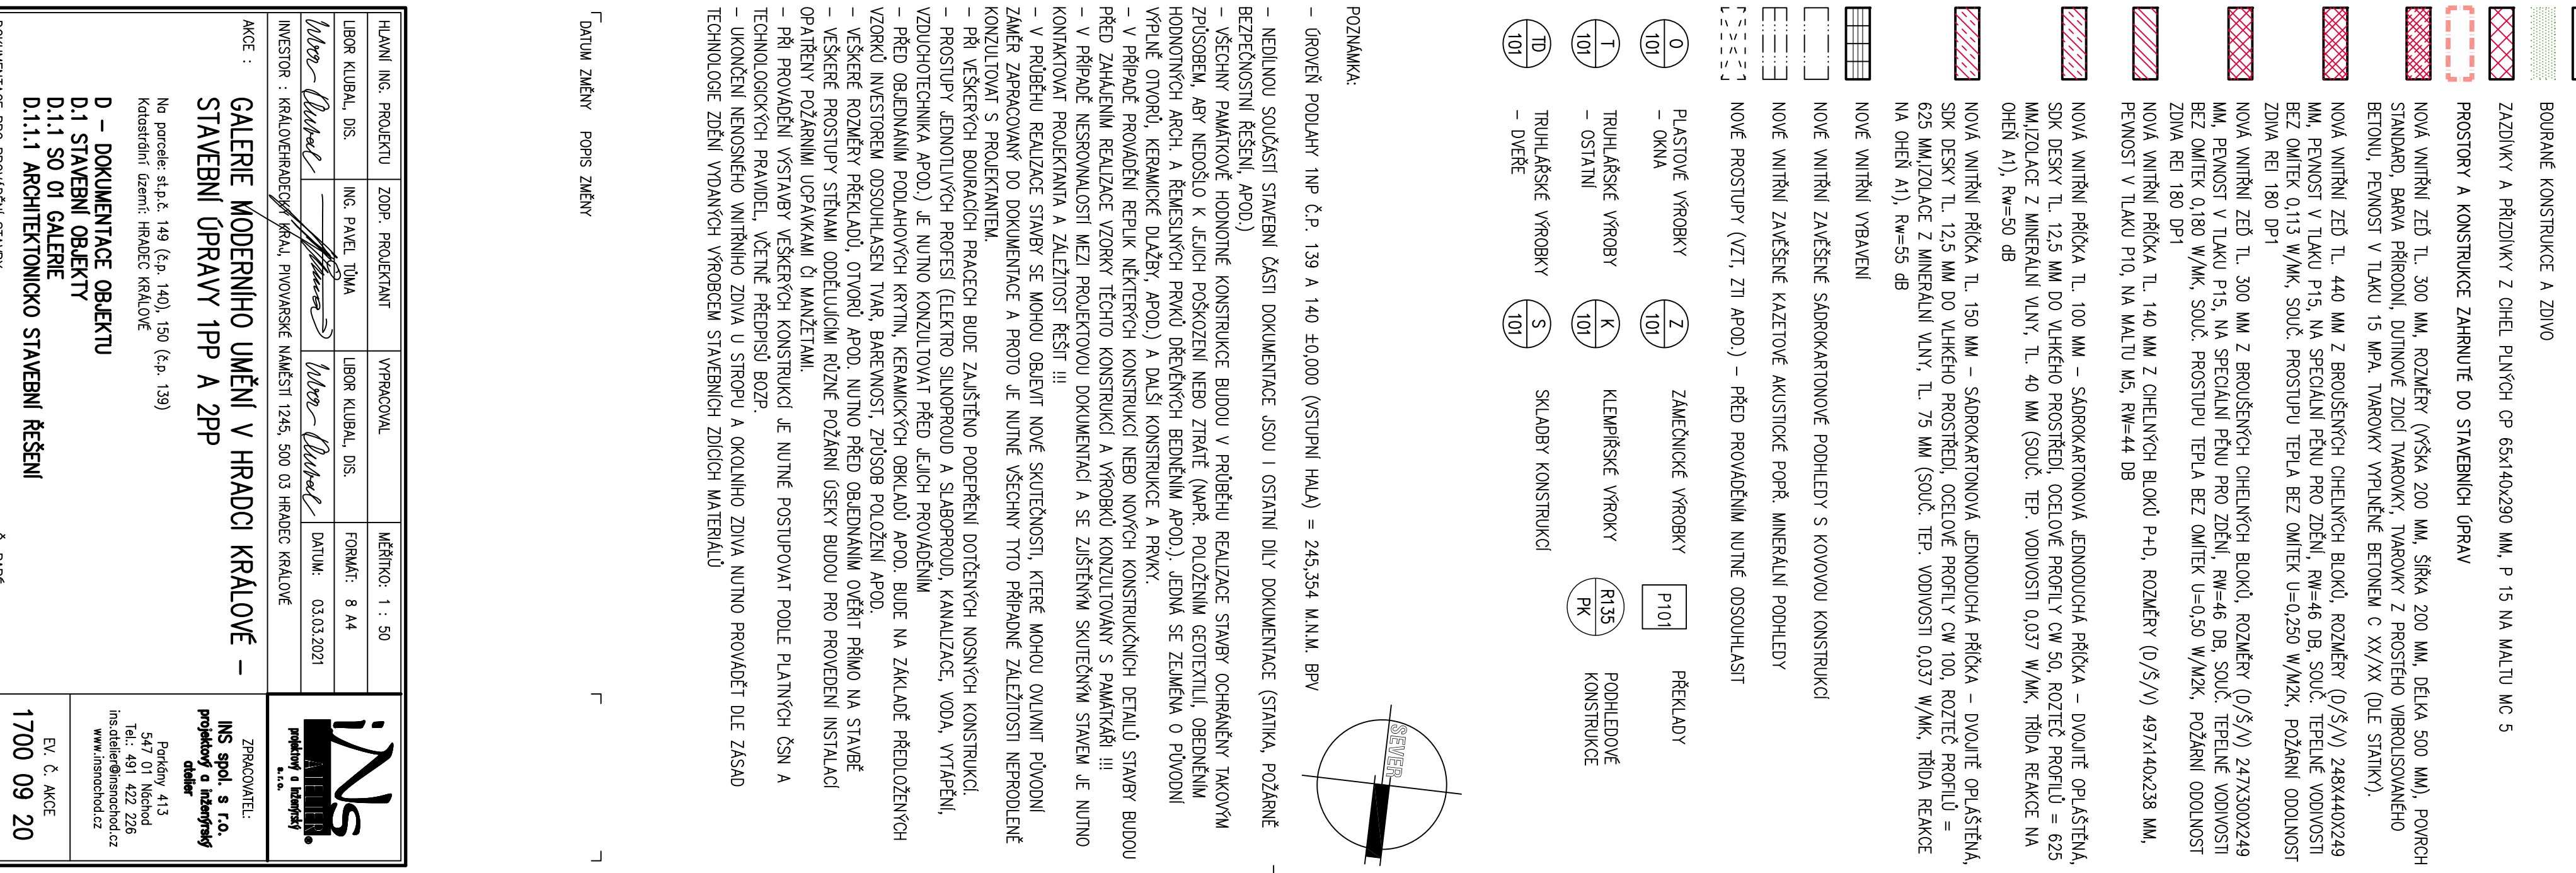 BOURANÉ KONSTRUKCE A ZDIVO
ZAZDÍVKY A PŘIZDÍVKY Z CIHEL PLNÝCH CP 65x140x290 MM, P 15 NA MALTU MC 5
PROSTORY A KONSTRUKCE ZAHRNUTÉ DO STAVEBNÍCH ÚPRAV
NOVÁ VNITŘNÍ ZEĎ TL. 300 MM, ROZMĚRY (VÝŠKA 200 MM, ŠÍŘKA 200 MM, DÉLKA 500 MM), POVRCH
STANDARD, BARVA PŘÍRODNÍ, DUTINOVÉ ZDICÍ TVAROVKY, TVAROVKY Z PROSTÉHO VIBROLISOVANÉHO
BETONU, PEVNOST V TLAKU 15 MPA. TVAROVKY VYPLNĚNÉ BETONEM C XX/XX (DLE STATIKY).
NOVÁ VNITŘNÍ ZEĎ TL. 440 MM Z BROUŠENÝCH CIHELNÝCH BLOKŮ, ROZMĚRY (D/Š/V) 248X440X249
MM, PEVNOST V TLAKU P15, NA SPECIÁLNÍ PĚNU PRO ZDĚNÍ, RW=46 DB, SOUČ. TEPELNÉ VODIVOSTI
BEZ OMÍTEK 0,113 W/MK, SOUČ. PROSTUPU TEPLA BEZ OMÍTEK U=0,250 W/M2K, POŽÁRNÍ ODOLNOST
ZDIVA REI 180 DP1
NOVÁ VNITŘNÍ ZEĎ TL. 300 MM Z BROUŠENÝCH CIHELNÝCH BLOKŮ, ROZMĚRY (D/Š/V) 247X300X249
MM, PEVNOST V TLAKU P15, NA SPECIÁLNÍ PĚNU PRO ZDĚNÍ, RW=46 DB, SOUČ. TEPELNÉ VODIVOSTI
BEZ OMÍTEK 0,180 W/MK, SOUČ. PROSTUPU TEPLA BEZ OMÍTEK U=0,50 W/M2K, POŽÁRNÍ ODOLNOST
ZDIVA REI 180 DP1
NOVÁ VNITŘNÍ PŘÍČKA TL. 140 MM Z CIHELNÝCH BLOKŮ P+D, ROZMĚRY (D/Š/V) 497x140x238 MM,
PEVNOST V TLAKU P10, NA MALTU M5, RW=44 DB
NOVÁ VNITŘNÍ PŘÍČKA TL. 100 MM – SÁDROKARTONOVÁ JEDNODUCHÁ PŘÍČKA – DVOJITĚ OPLÁŠTĚNÁ,
SDK DESKY TL. 12,5 MM DO VLHKÉHO PROSTŘEDÍ, OCELOVÉ PROFILY CW 50, ROZTEČ PROFILŮ = 625
MM,IZOLACE Z MINERÁLNÍ VLNY, TL. 40 MM (SOUČ. TEP. VODIVOSTI 0,037 W/MK, TŘÍDA REAKCE NA
OHEŇ A1), Rw=50 dB
NOVÁ VNITŘNÍ PŘÍČKA TL. 150 MM – SÁDROKARTONOVÁ JEDNODUCHÁ PŘÍČKA – DVOJITĚ OPLÁŠTĚNÁ,
SDK DESKY TL. 12,5 MM DO VLHKÉHO PROSTŘEDÍ, OCELOVÉ PROFILY CW 100, ROZTEČ PROFILŮ =
625 MM,IZOLACE Z MINERÁLNÍ VLNY, TL. 75 MM (SOUČ. TEP. VODIVOSTI 0,037 W/MK, TŘÍDA REAKCE
NA OHEŇ A1), Rw=55 dB
NOVÉ VNITŘNÍ VYBAVENÍ
NOVÉ VNITŘNÍ ZAVĚŠENÉ SÁDROKARTONOVÉ PODHLEDY S KOVOVOU KONSTRUKCÍ
NOVÉ VNITŘNÍ ZAVĚŠENÉ KAZETOVÉ AKUSTICKÉ POPŘ. MINERÁLNÍ PODHLEDY
NOVÉ PROSTUPY (VZT, ZTI APOD.) – PŘED PROVÁDĚNÍM NUTNÉ ODSOUHLASIT
O 101 PLASTOVÉ VÝROBKY – OKNA Z 101 ZÁMEČNICKÉ VÝROBKY P101 PŘEKLADY
T 101 TRUHLÁŘSKÉ VÝROBY – OSTATNÍ K 101 KLEMPÍŘSKÉ VÝROKY R135 PK PODHLEDOVÉ KONSTRUKCE
TD 101 TRUHLÁŘSKÉ VÝROBKY – DVEŘE S 101 SKLADBY KONSTRUKCÍ
SEVER
POZNÁMKA:
– ÚROVEŇ PODLAHY 1NP Č.P. 139 A 140 ±0,000 (VSTUPNÍ HALA) = 245,354 M.N.M. BPV
– NEDÍLNOU SOUČÁSTÍ STAVEBNÍ ČÁSTI DOKUMENTACE JSOU I OSTATNÍ DÍLY DOKUMENTACE (STATIKA, POŽÁRNĚ
BEZPEČNOSTNÍ ŘEŠENÍ, APOD.)
– VŠECHNY PAMÁTKOVĚ HODNOTNÉ KONSTRUKCE BUDOU V PRŮBĚHU REALIZACE STAVBY OCHRÁNĚNY TAKOVÝM
ZPŮSOBEM, ABY NEDOŠLO K JEJICH POŠKOZENÍ NEBO ZTRÁTĚ (NAPŘ. POLOŽENÍM GEOTEXTILIÍ, OBEDNĚNÍM
HODNOTNÝCH ARCH. A ŘEMESLNÝCH PRVKŮ DŘEVĚNÝCH BEDNĚNÍM APOD.). JEDNÁ SE ZEJMÉNA O PŮVODNÍ
VÝPLNĚ OTVORŮ, KERAMICKÉ DLAŽBY, APOD.) A DALŠÍ KONSTRUKCE A PRVKY.
– V PŘÍPADĚ PROVÁDĚNÍ REPLIK NĚKTERÝCH KONSTRUKCÍ NEBO NOVÝCH KONSTRUKČNÍCH DETAILŮ STAVBY BUDOU
PŘED ZAHÁJENÍM REALIZACE VZORKY TĚCHTO KONSTRUKCÍ A VÝROBKŮ KONZULTOVÁNY S PAMÁTKÁŘI !!!
– V PŘÍPADĚ NESROVNALOSTÍ MEZI PROJEKTOVOU DOKUMENTACÍ A SE ZJIŠTĚNÝM SKUTEČNÝM STAVEM JE NUTNO
KONTAKTOVAT PROJEKTANTA A ZÁLEŽITOST ŘEŠIT !!!
– V PRŮBĚHU REALIZACE STAVBY SE MOHOU OBJEVIT NOVÉ SKUTEČNOSTI, KTERÉ MOHOU OVLIVNIT PŮVODNÍ
ZÁMĚR ZAPRACOVANÝ DO DOKUMENTACE A PROTO JE NUTNÉ VŠECHNY TYTO PŘÍPADNÉ ZÁLEŽITOSTI NEPRODLENĚ
KONZULTOVAT S PROJEKTANTEM.
– PŘI VEŠKERÝCH BOURACÍCH PRACECH BUDE ZAJIŠTĚNO PODEPŘENÍ DOTČENÝCH NOSNÝCH KONSTRUKCÍ.
– PROSTUPY JEDNOTLIVÝCH PROFESÍ (ELEKTRO SILNOPROUD A SLABOPROUD, KANALIZACE, VODA, VYTÁPĚNÍ,
VZDUCHOTECHNIKA APOD.) JE NUTNO KONZULTOVAT PŘED JEJICH PROVÁDĚNÍM
– PŘED OBJEDNÁNÍM PODLAHOVÝCH KRYTIN, KERAMICKÝCH OBKLADŮ APOD. BUDE NA ZÁKLADĚ PŘEDLOŽENÝCH
VZORKŮ INVESTOREM ODSOUHLASEN TVAR, BAREVNOST, ZPŮSOB POLOŽENÍ APOD.
– VEŠKERÉ ROZMĚRY PŘEKLADŮ, OTVORŮ APOD. NUTNO PŘED OBJEDNÁNÍM OVĚŘIT PŘÍMO NA STAVBĚ
– VEŠKERÉ PROSTUPY STĚNAMI ODDĚLUJÍCÍMI RŮZNÉ POŽÁRNÍ ÚSEKY BUDOU PRO PROVEDENÍ INSTALACÍ
OPATŘENY POŽÁRNÍMI UCPÁVKAMI ČI MANŽETAMI.
– PŘI PROVÁDĚNÍ VÝSTAVBY VEŠKERÝCH KONSTRUKCÍ JE NUTNÉ POSTUPOVAT PODLE PLATNÝCH ČSN A
TECHNOLOGICKÝCH PRAVIDEL, VČETNĚ PŘEDPISŮ BOZP.
– UKONČENÍ NENOSNÉHO VNITŘNÍHO ZDIVA U STROPU A OKOLNÍHO ZDIVA NUTNO PROVÁDĚT DLE ZÁSAD
TECHNOLOGIE ZDĚNÍ VYDANÝCH VÝROBCEM STAVEBNÍCH ZDÍCÍCH MATERIÁLŮ
DATUM ZMĚNY POPIS ZMĚNY
HLAVNÍ ING. PROJEKTU ZODP. PROJEKTANT VYPRACOVAL MĚŘÍTKO: 1 : 50
LIBOR KLUBAL, DiS. ING. PAVEL TŮMA LIBOR KLUBAL, DiS. FORMÁT: 8 A4
DATUM: 03.03.2021
INVESTOR : KRÁLOVEHRADECKÝ KRAJ, PIVOVARSKÉ NÁMĚSTÍ 1245, 500 03 HRADEC KRÁLOVÉ
iNs
ATELIER®
projektový a inženýrský
s.r.o.
AKCE :
GALERIE MODERNÍHO UMĚNÍ V HRADCI KRÁLOVÉ –
STAVEBNÍ ÚPRAVY 1PP A 2PP
Na parcele: st.p.č. 149 (č.p. 140), 150 (č.p. 139)
Katastrální území: HRADEC KRÁLOVÉ
D – DOKUMENTACE OBJEKTU
D.1 STAVEBNÍ OBJEKTY
D.1.1 SO 01 GALERIE
D.1.1.1 ARCHITEKTONICKO STAVEBNÍ ŘEŠENÍ
ZPRACOVATEL:
INS spol. s r.o.
projektový a inženýrský
atelier
Parkány 413
547 01 Náchod
Tel.: 491 422 226
ins.atelier@insnachod.cz
www.insnachod.cz
EV. Č. AKCE
1700 09 20